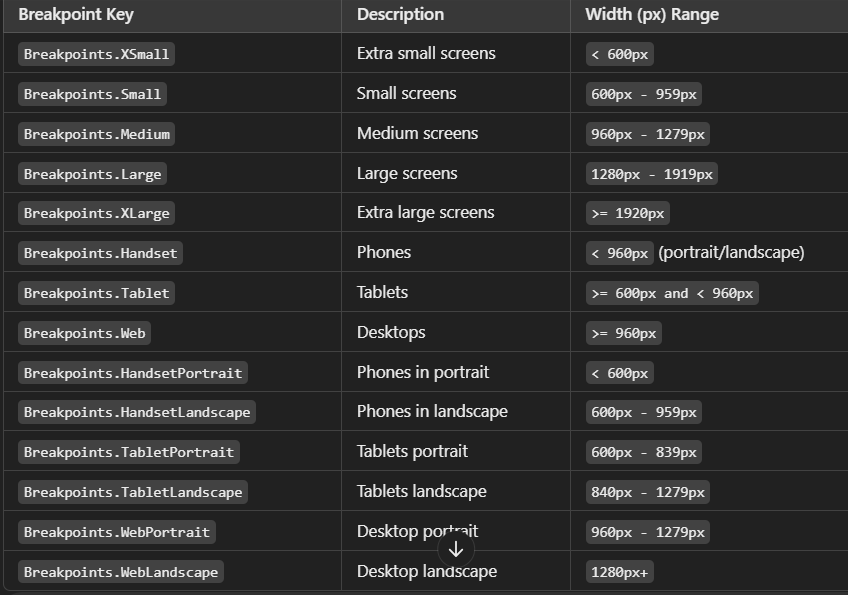 Breakpoint Key Description Width (px) Range
Breakpoints.XSmall Extra small screens < 600px
Breakpoints.Small Small screens 600px - 959px
Breakpoints.Medium Medium screens 960px - 1279px
Breakpoints.Large Large screens 1280px - 1919px
Breakpoints.XLarge Extra large screens >= 1920px
Breakpoints.Handset Phones < 960px (portrait/landscape)
Breakpoints.Tablet Tablets >= 600px and < 960px
Breakpoints.Web Desktops >= 960px
Breakpoints.HandsetPortrait Phones in portrait < 600px
Breakpoints.HandsetLandscape Phones in landscape 600px - 959px
Breakpoints.TabletPortrait Tablets portrait 600px - 839px
Breakpoints.TabletLandscape Tablets landscape 840px - 1279px
Breakpoints.WebPortrait Desktop portrait 960px - 1279px
Breakpoints.WebLandscape Desktop landscape 1280px+